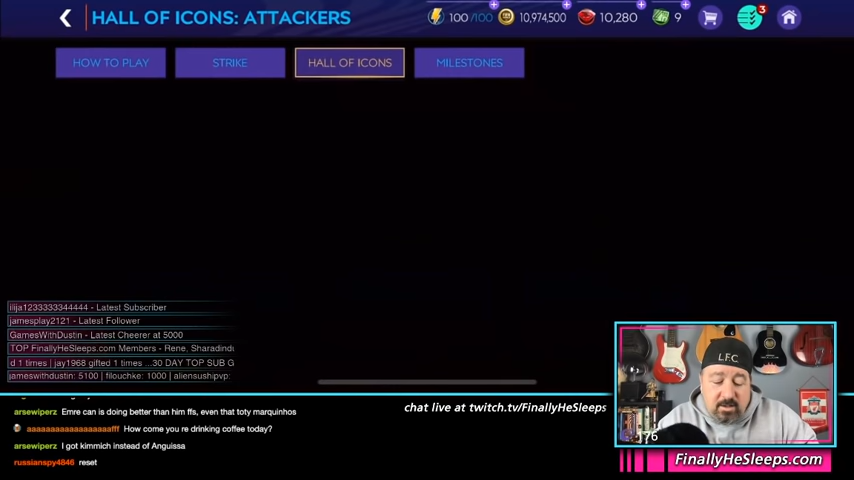 HALL OF ICONS: ATTACKERS
100/100
10,974,500
10,280
9
3
HOW TO PLAY
STRIKE
HALL OF ICONS
MILESTONES
ilija1233333344444 - Latest Subscriber
jamesplay2121 - Latest Follower
GamesWithDustin - Latest Cheerer at 5000
TOP FinallyHeSleeps.com Members - Rene, Sharadindu
d 1 times | jay1968 gifted 1 times ...30 DAY TOP SUB G
jameswithdustin: 5100 | filouchke: 1000 | aliensushipvp:
arsewiperz Emre can is doing better than him ffs, even that toty marquinhos
aaaaaaaaaaaaaaaaaafff How come you re drinking coffee today?
arsewiperz I got kimmich instead of Anguissa
russianspy4846 reset
chat live at twitch.tv/FinallyHeSleeps
L.F.C.
176
FinallyHeSleeps.com